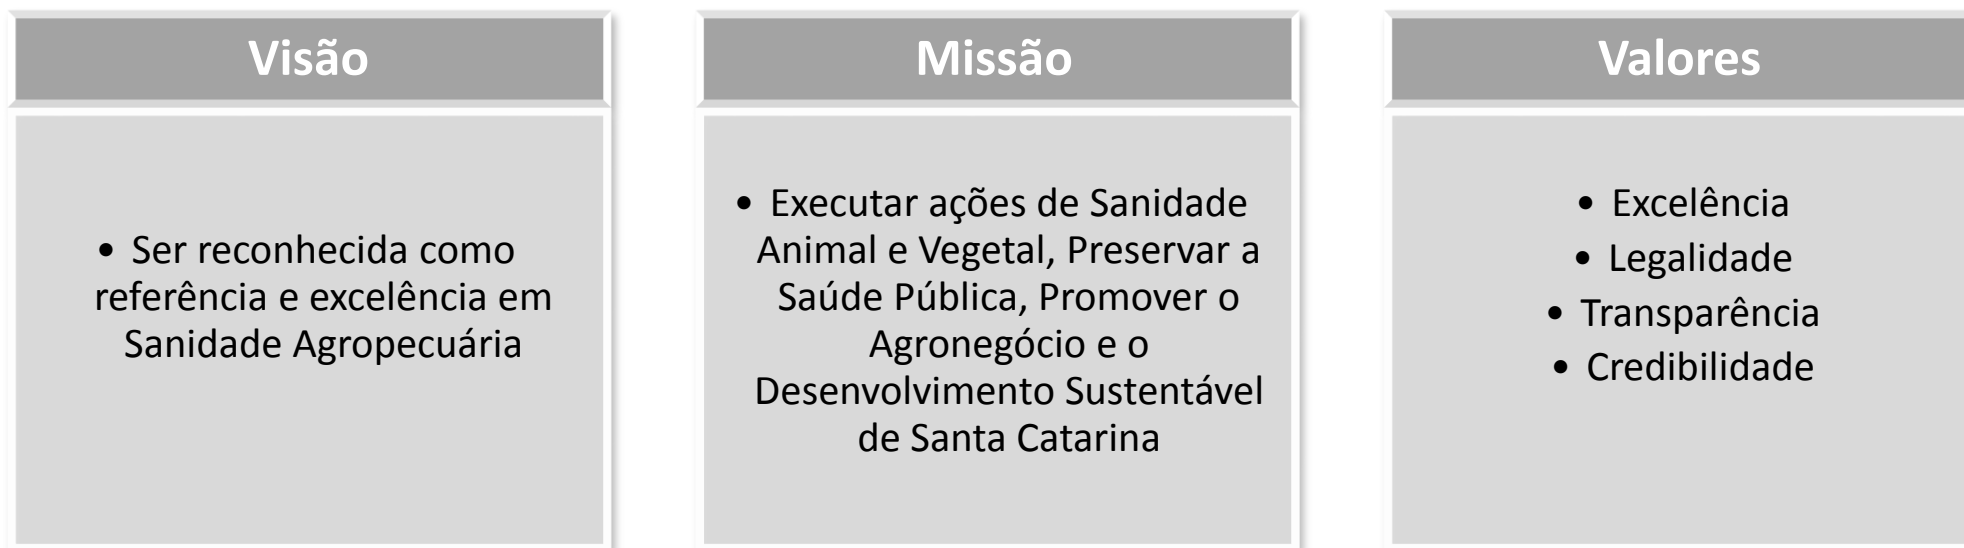 Visão
• Ser reconhecida como
referência e excelência em
Sanidade Agropecuária
Missão
• Executar ações de Sanidade
Animal e Vegetal, Preservar a
Saúde Pública, Promover o
Agronegócio e o
Desenvolvimento Sustentável
de Santa Catarina
Valores
• Excelência
• Legalidade
• Transparência
• Credibilidade